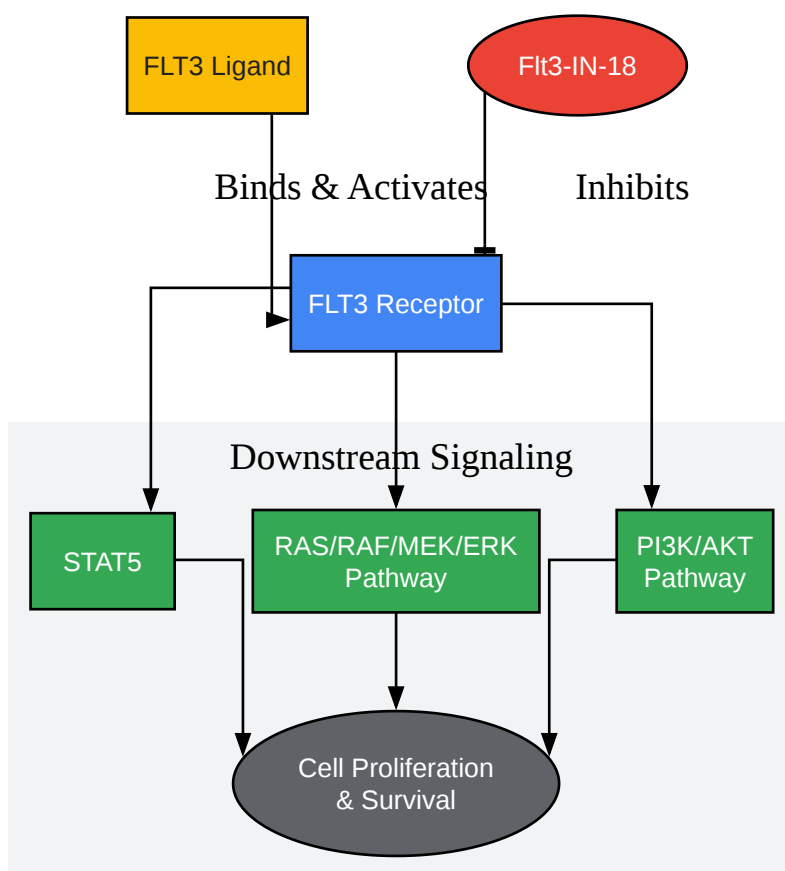 FLT3 Ligand
Flt3-IN-18
Binds & Activates
Inhibits
FLT3 Receptor
Downstream Signaling
STAT5
RAS/RAF/MEK/ERK
Pathway
PI3K/AKT
Pathway
Cell Proliferation
& Survival